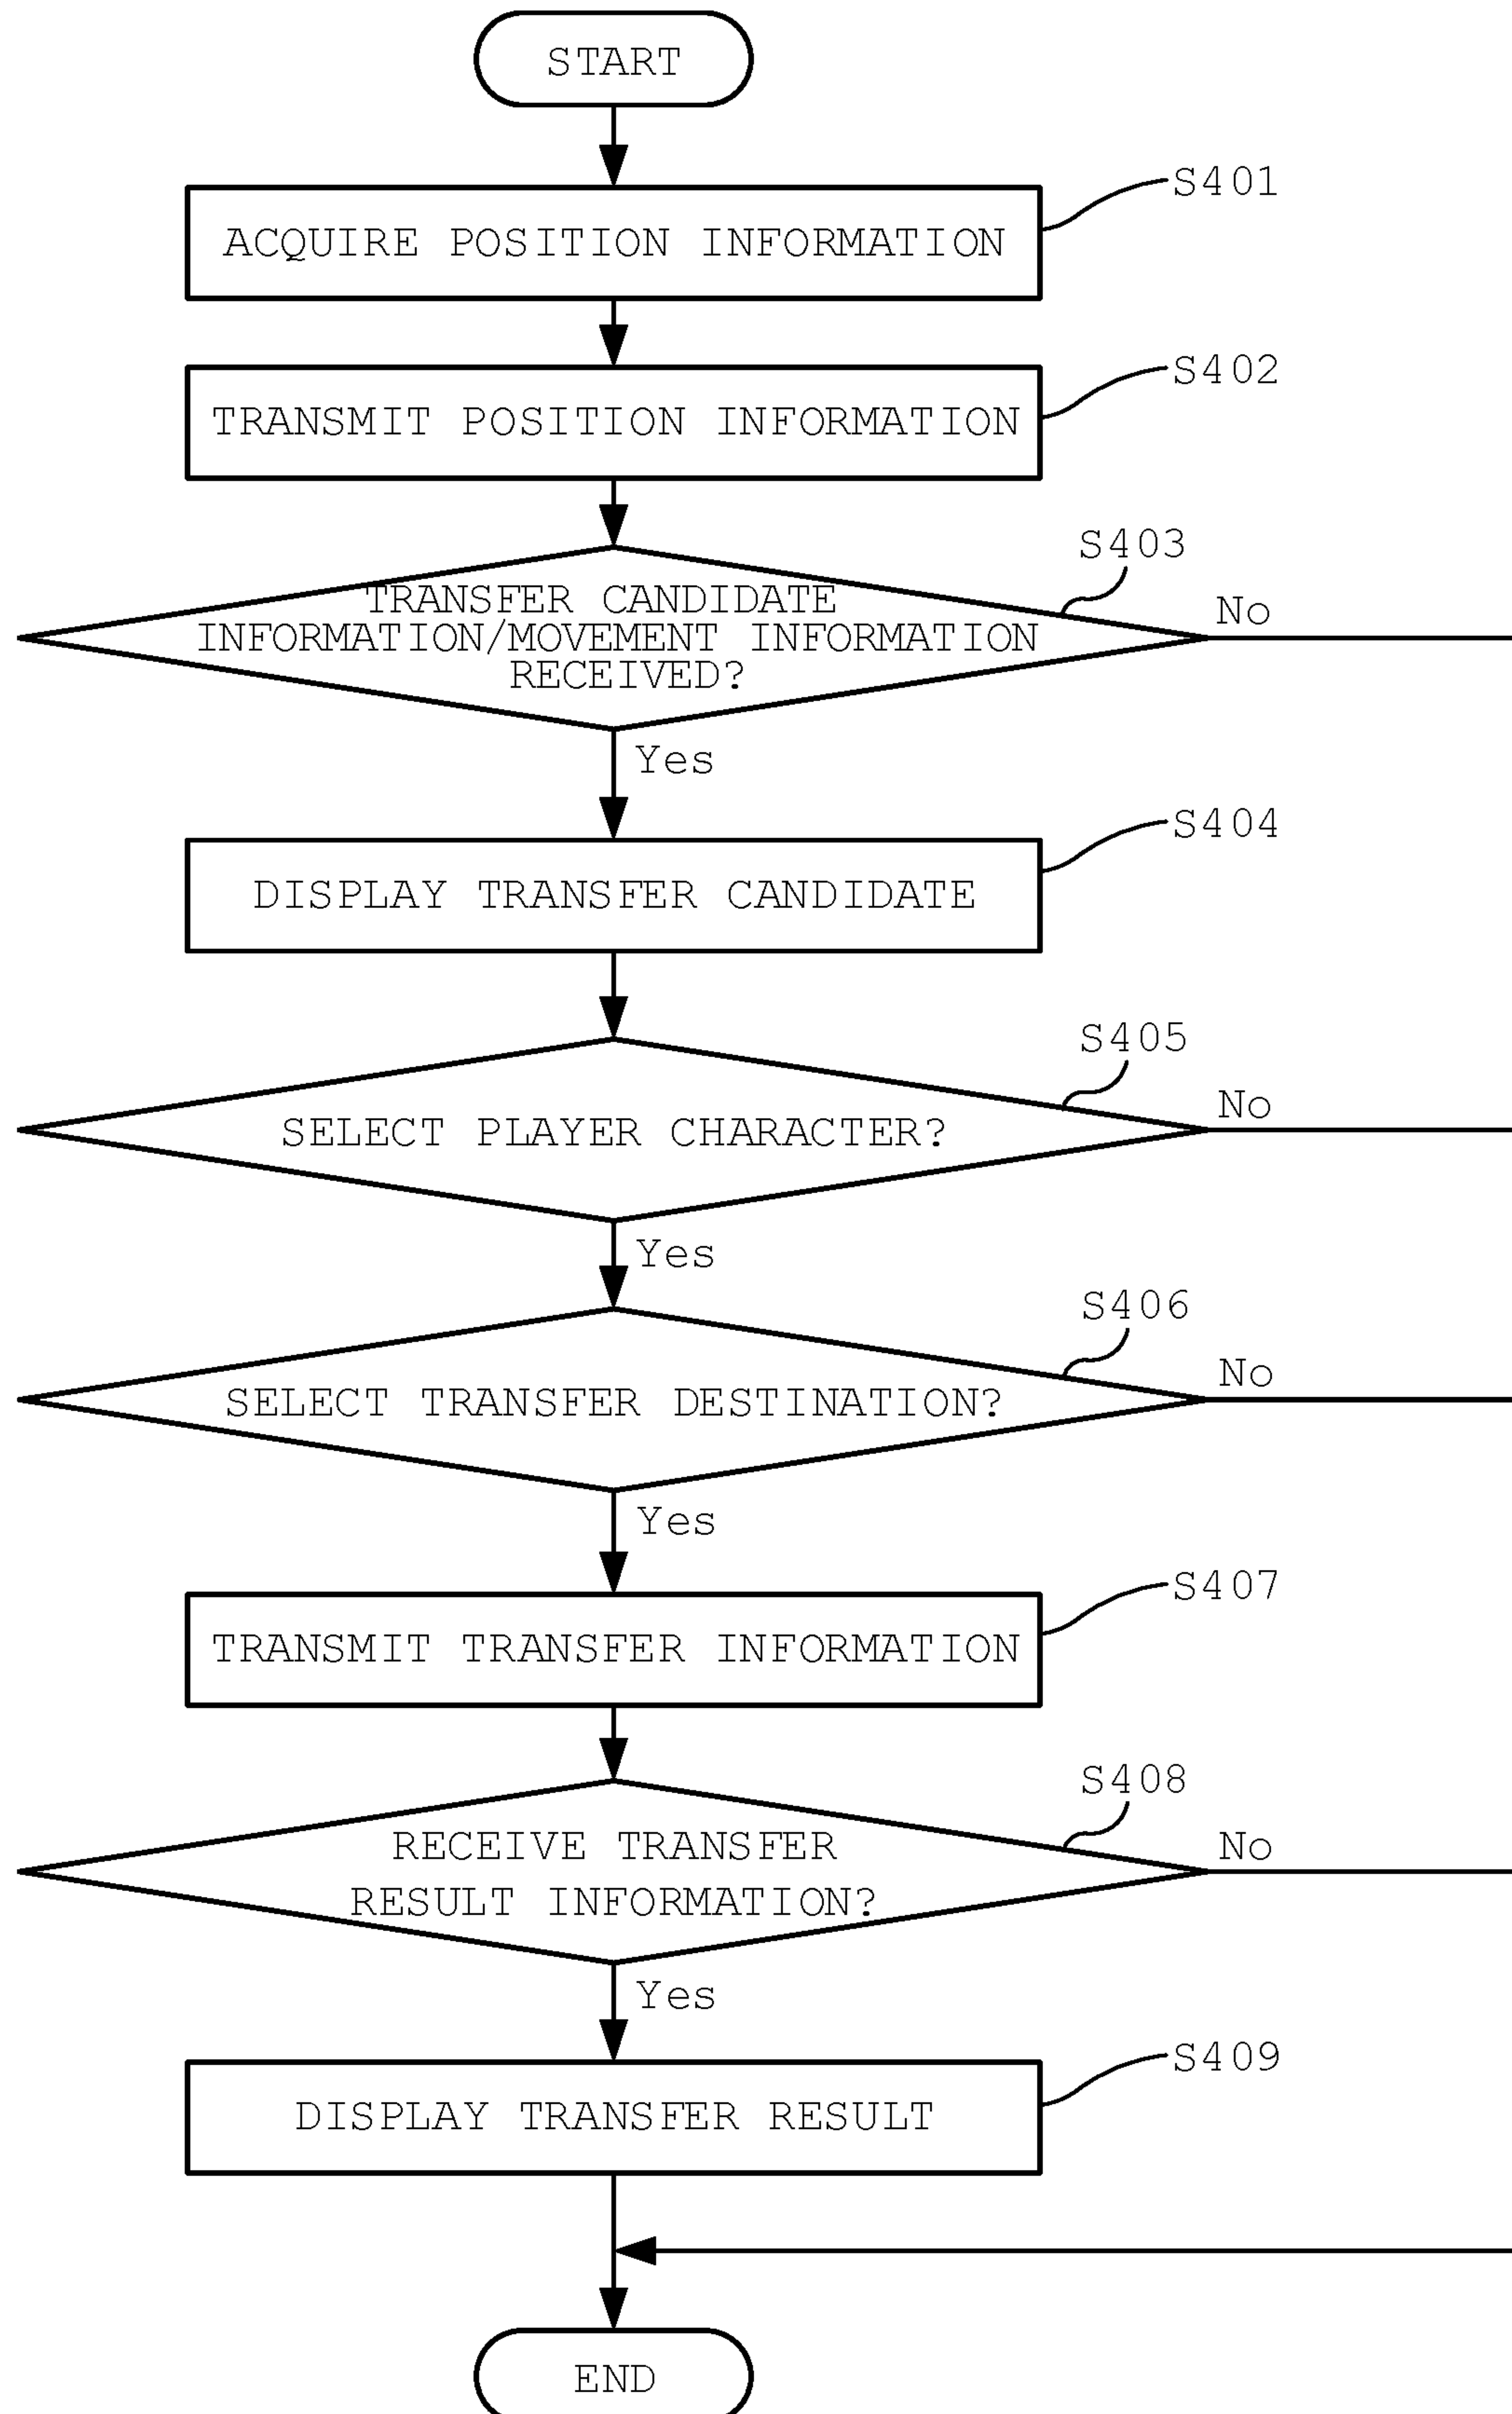 START
S401
ACQUIRE POSITION INFORMATION
S402
TRANSMIT POSITION INFORMATION
S403
TRANSFER CANDIDATE
INFORMATION/MOVEMENT INFORMATION
RECEIVED?
No
Yes
S404
DISPLAY TRANSFER CANDIDATE
S405
SELECT PLAYER CHARACTER?
No
Yes
S406
SELECT TRANSFER DESTINATION?
No
Yes
S407
TRANSMIT TRANSFER INFORMATION
S408
RECEIVE TRANSFER
RESULT INFORMATION?
No
Yes
S409
DISPLAY TRANSFER RESULT
END